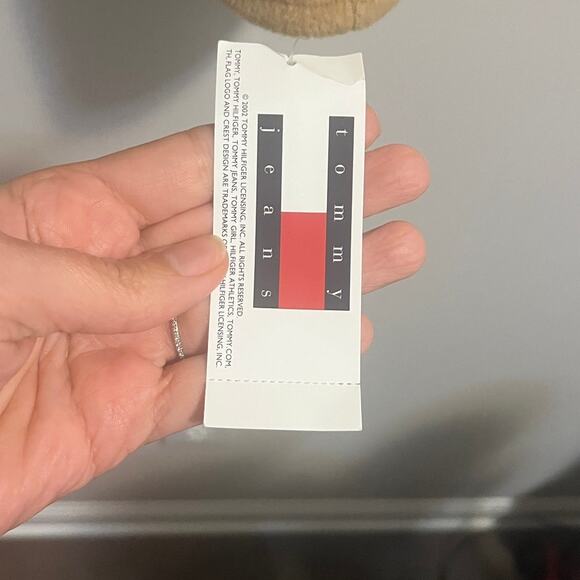 tommy
jeans
© 2002 TOMMY HILFIGER LICENSING, INC. ALL RIGHTS RESERVED.
TOMMY, TOMMY HILFIGER, TOMMY JEANS, TOMMY GIRL, HILFIGER ATHLETICS, TOMMY.COM,
TH, FLAG LOGO AND CREST DESIGN ARE TRADEMARKS HILFIGER LICENSING, INC.